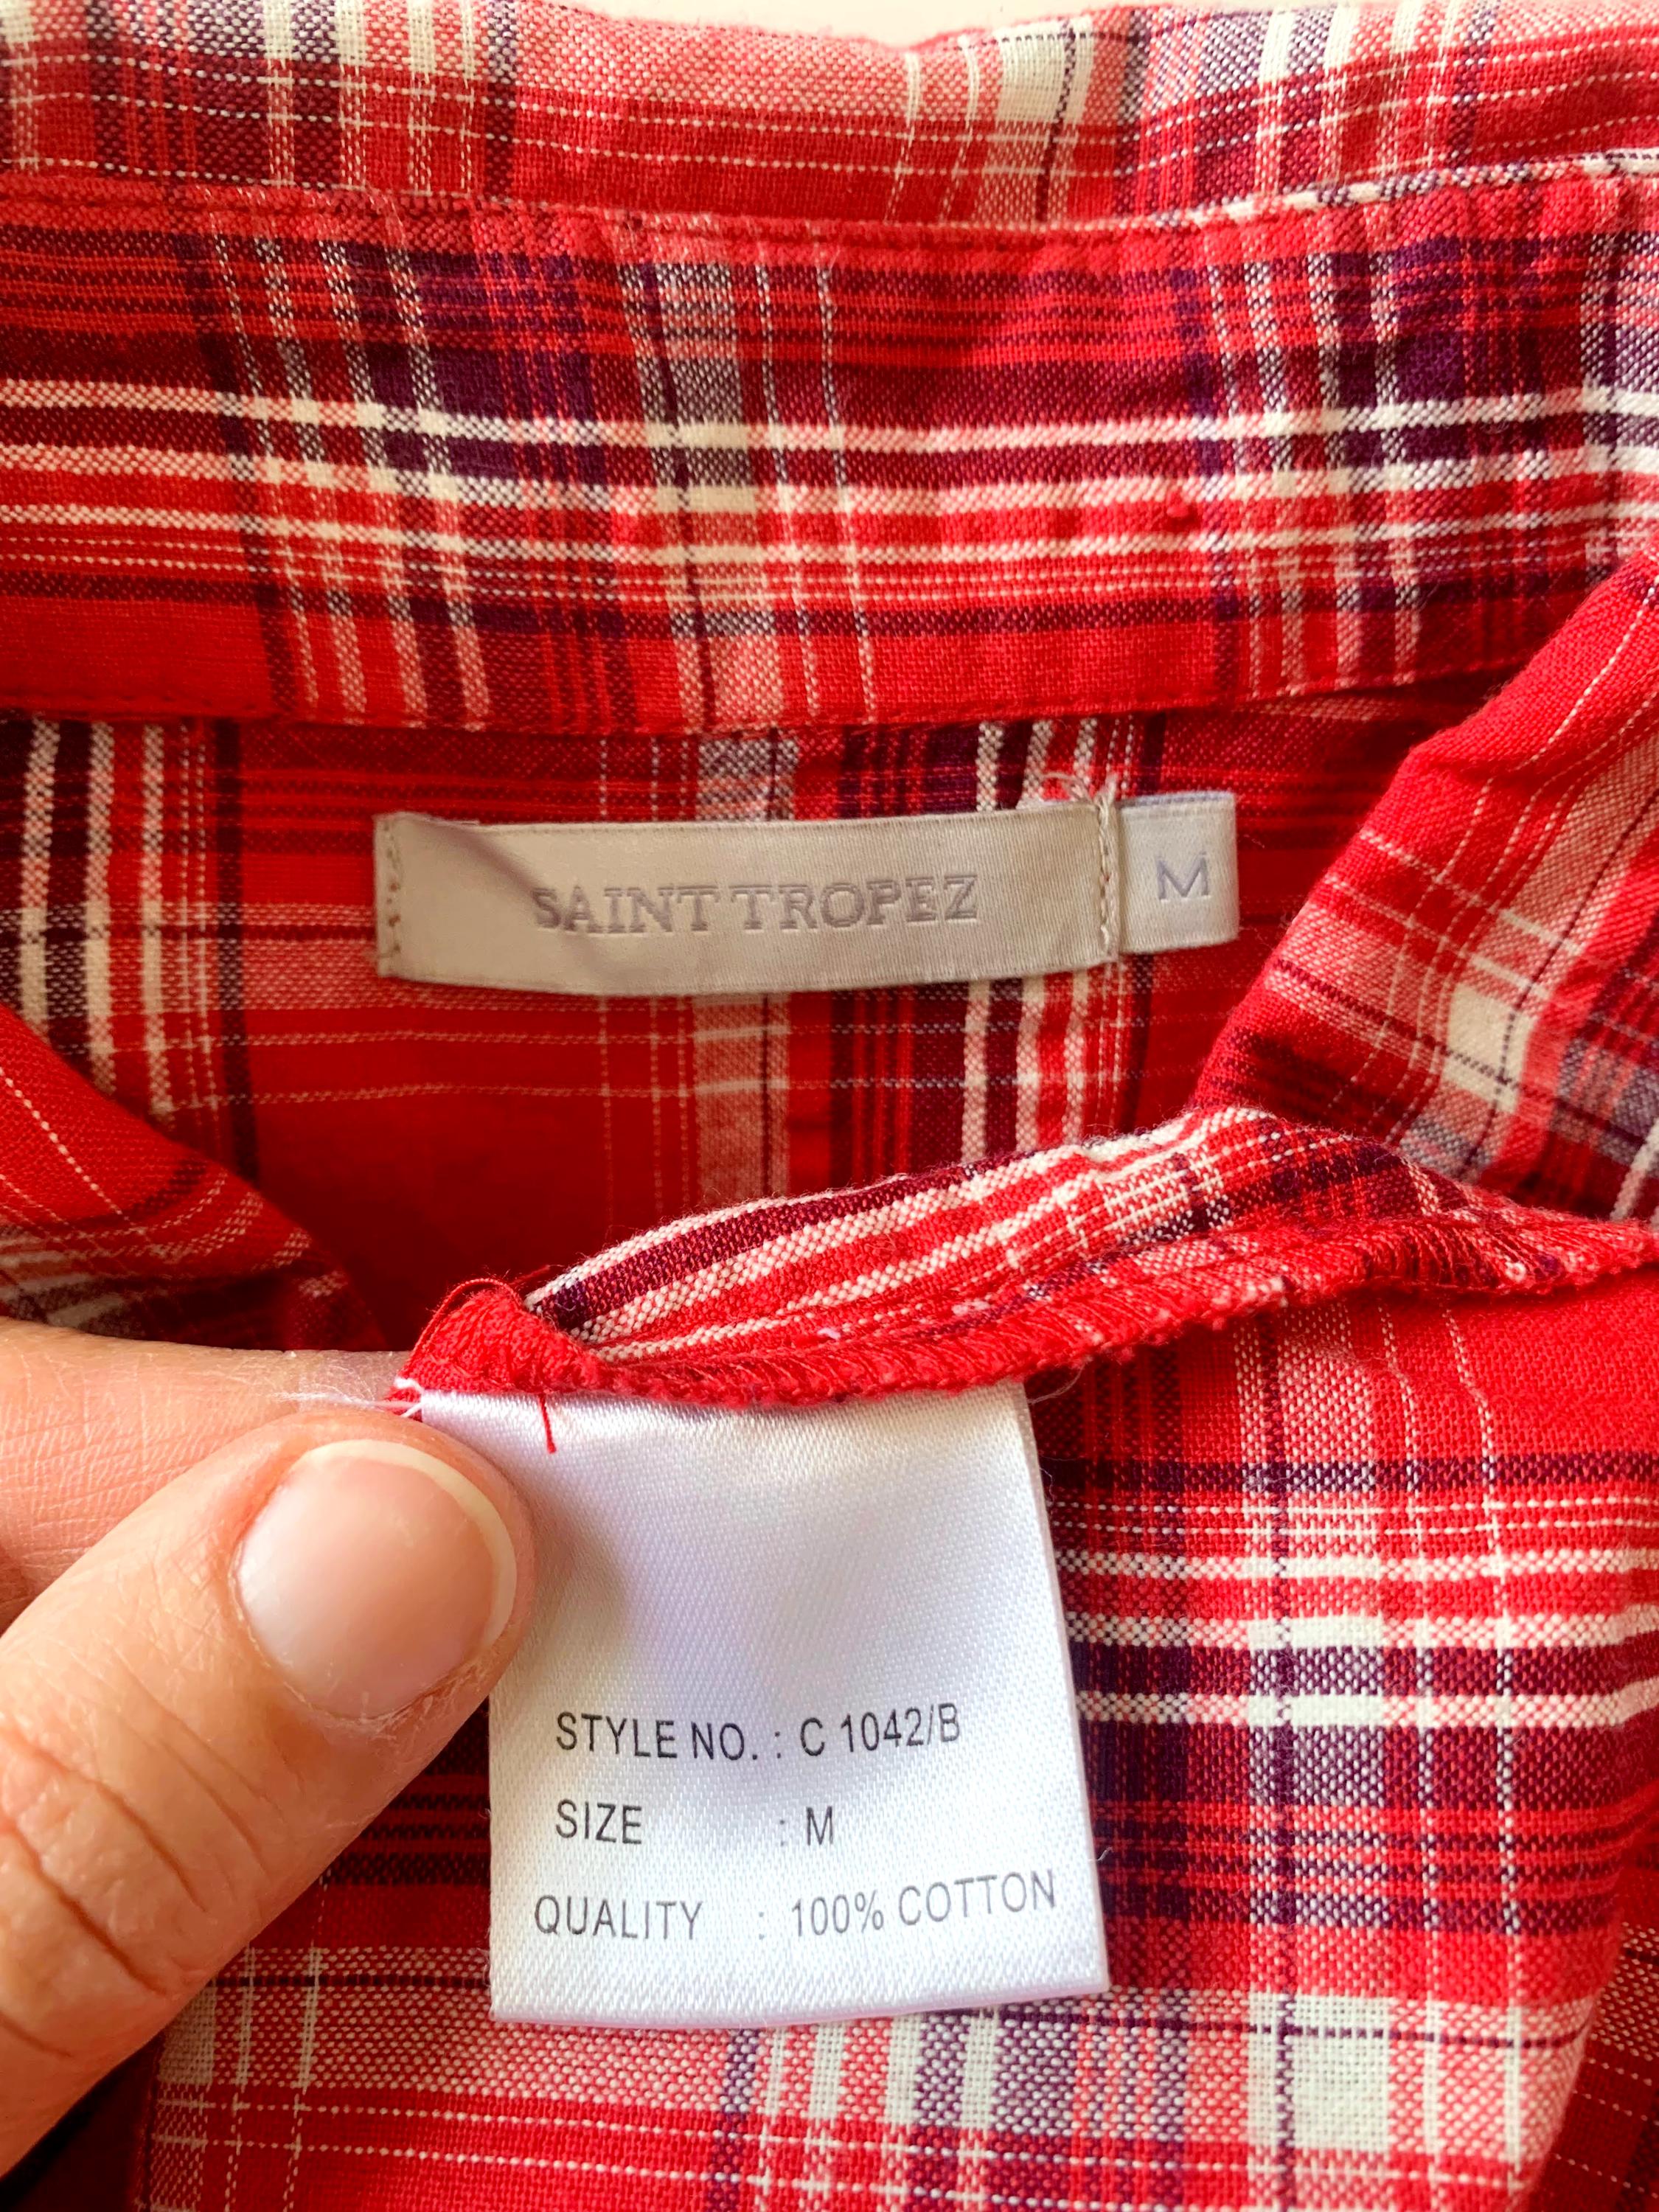 SAINT TROPEZ M
STYLE NO. : C 1042/B
SIZE : M
QUALITY : 100% COTTON